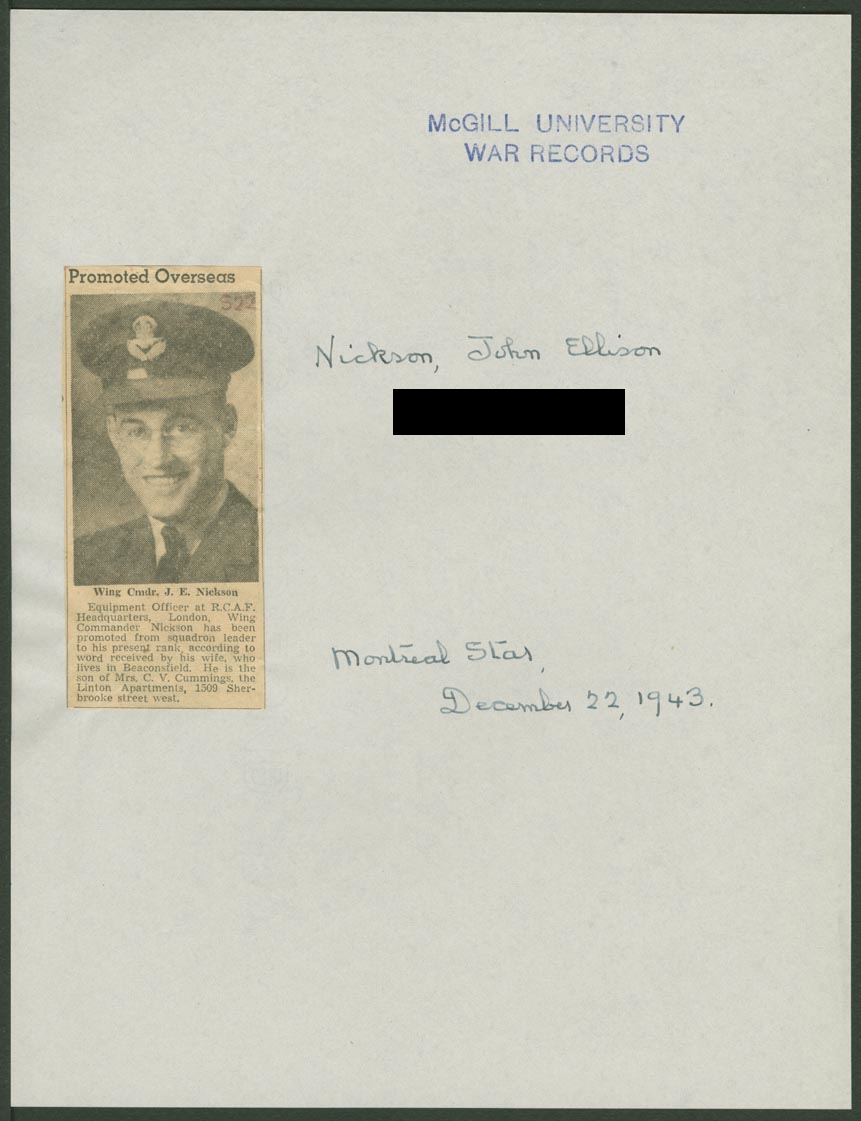 McGILL UNIVERSITY
WAR RECORDS
Promoted Overseas
Nickson, John Ellison
Wing Cmdr. J. E. Nickson
Equipment Officer at R.C.A.F.
Headquarters, London, Wing
Commander Nickson has been
promoted from squadron leader
to his present rank, according to
word received by his wife, who
lives in Beaconsfield. He is the
son of Mrs. C. V. Cummings, the
Linton Apartments, 1509 Sher-
brooke street west.
Montreal Star,
December 22, 1943.